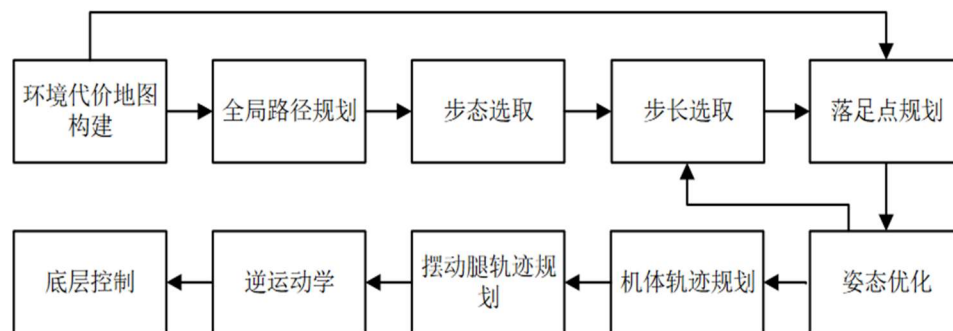 环境代价地图
构建
全局路径规划
步态选取
步长选取
落足点规划
底层控制
逆运动学
摆动腿轨迹规
划
机体轨迹规划
姿态优化